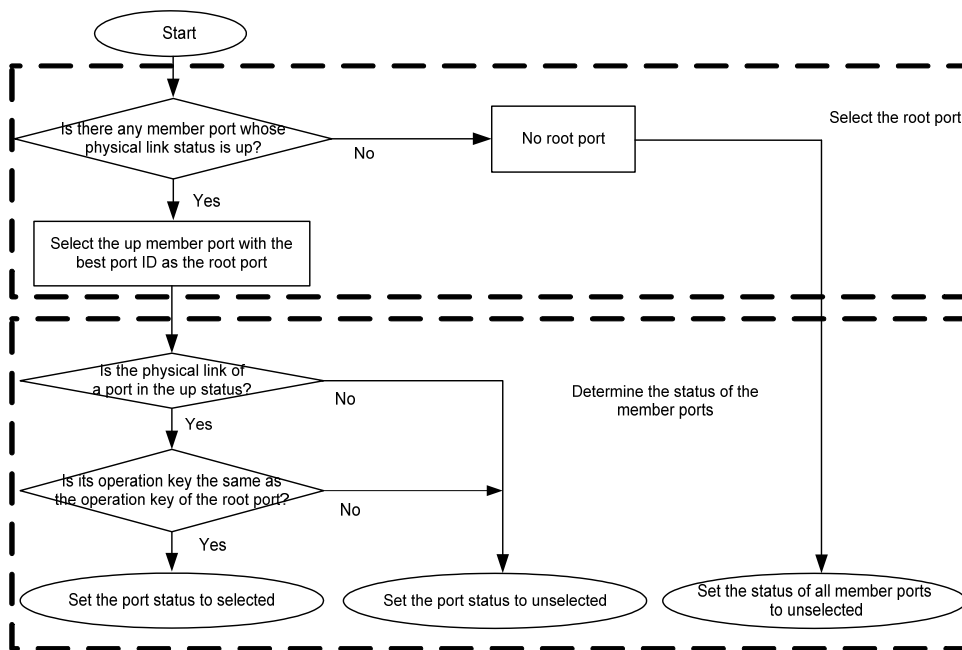 Start
Is there any member port whose
physical link status is up?
No
No root port
Select the root port
Yes
Select the up member port with the
best port ID as the root port
Is the physical link of
a port in the up status?
No
Determine the status of the
member ports
Yes
Is its operation key the same as
the operation key of the root port?
No
Yes
Set the port status to selected
Set the port status to unselected
Set the status of all member ports
to unselected